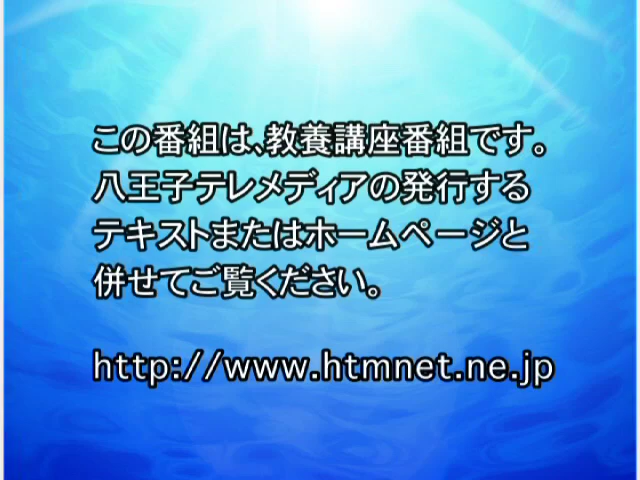 この番組は、教養講座番組です。
八王子テレメディアの発行する
テキストまたはホームページと
併せてご覧ください。
http://www.htmnet.ne.jp